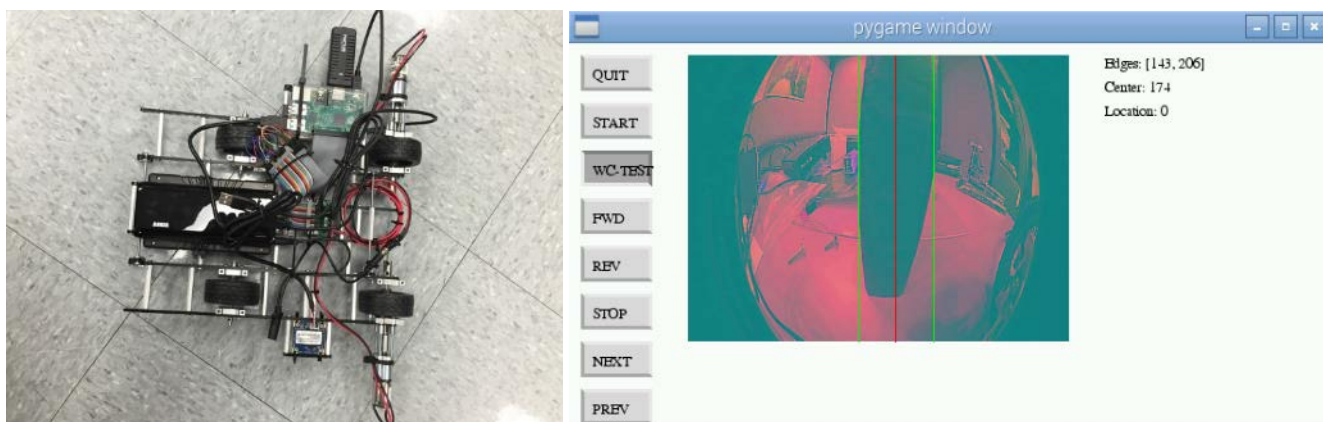 pygame window
QUIT
START
WC-TEST
FWD
REV
STOP
NEXT
PREV
Edges: [143, 206]
Center: 174
Location: 0